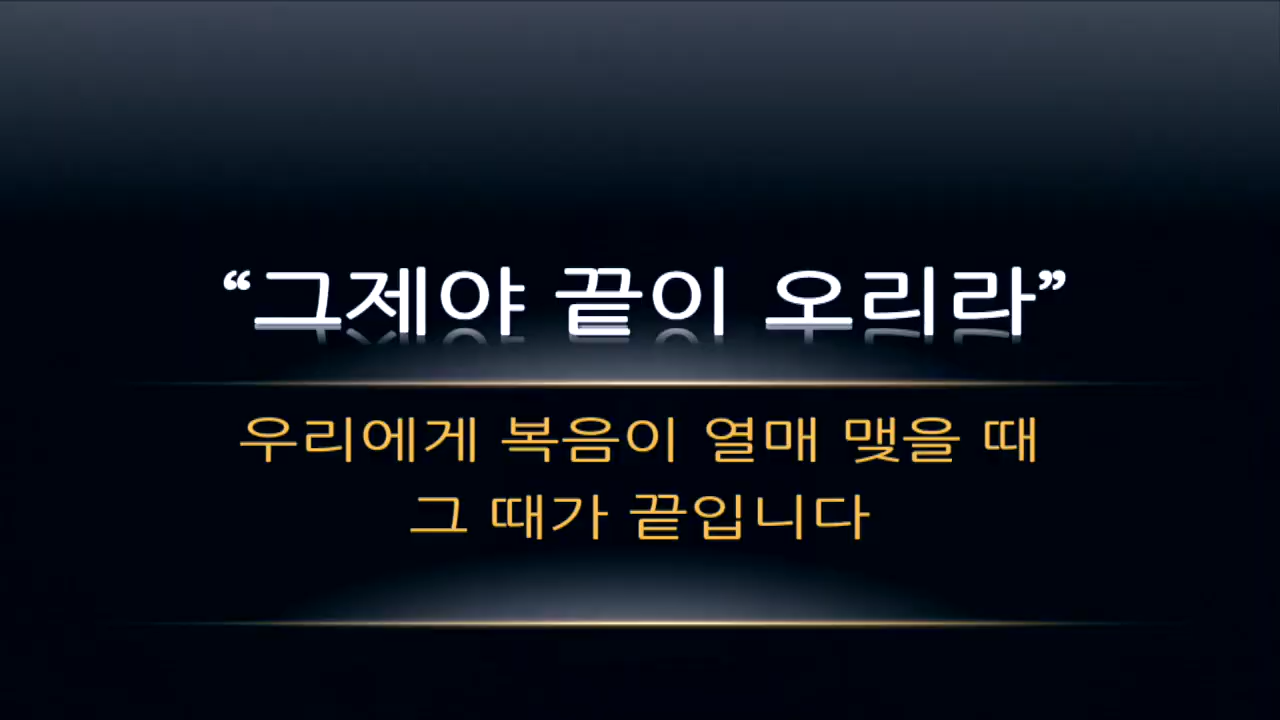 “그제야 끝이 오리라”
우리에게 복음이 열매 맺을 때
그 때가 끝입니다